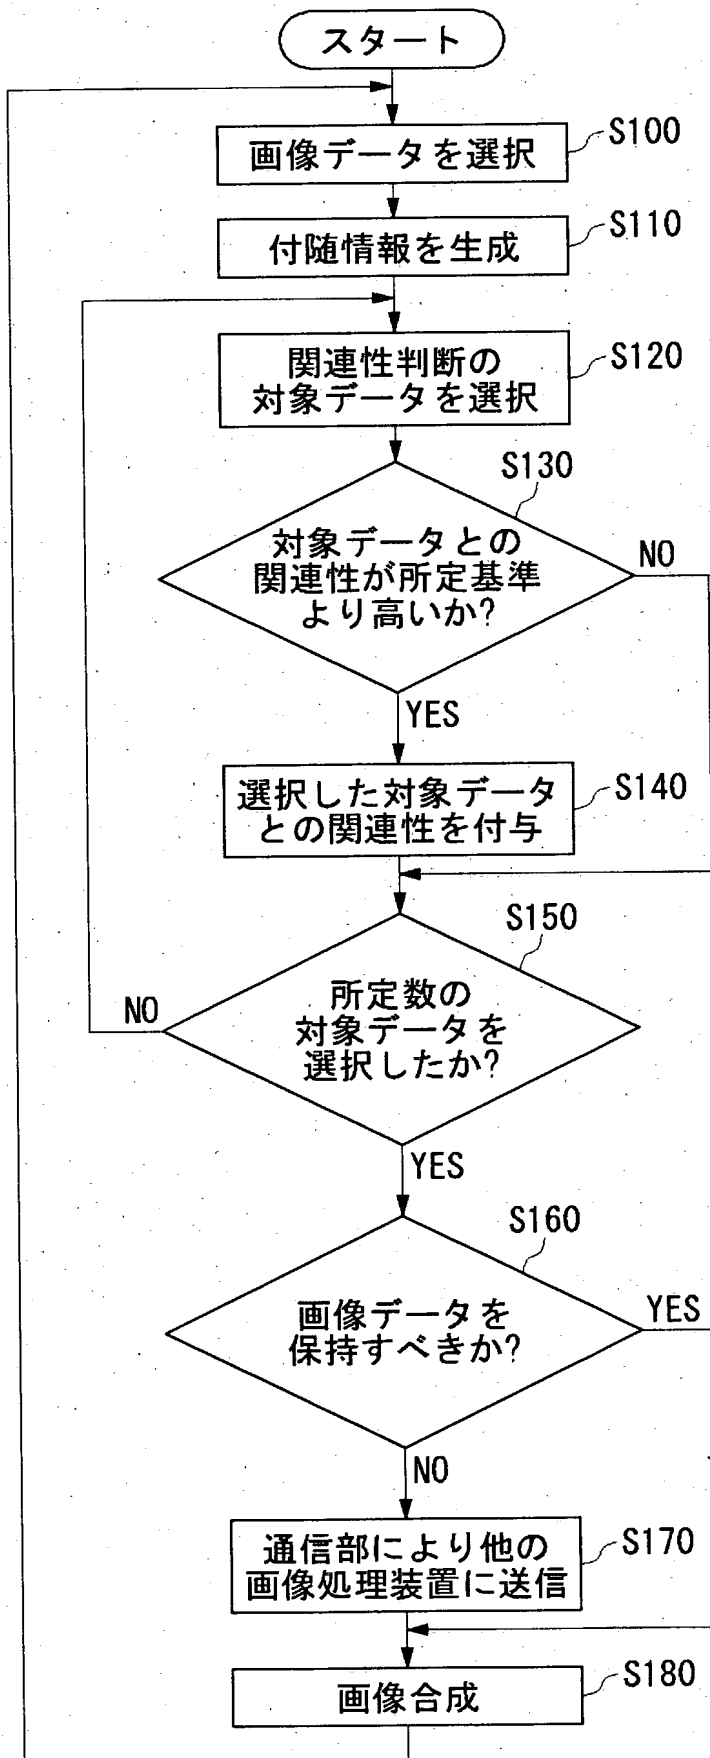 スタート
画像データを選択
S100
付随情報を生成
S110
関連性判断の
対象データを選択
S120
S130
対象データとの
関連性が所定基準
より高いか?
NO
YES
選択した対象データ
との関連性を付与
S140
S150
所定数の
対象データを
選択したか?
NO
YES
S160
画像データを
保持すべきか?
YES
NO
通信部により他の
画像処理装置に送信
S170
画像合成
S180